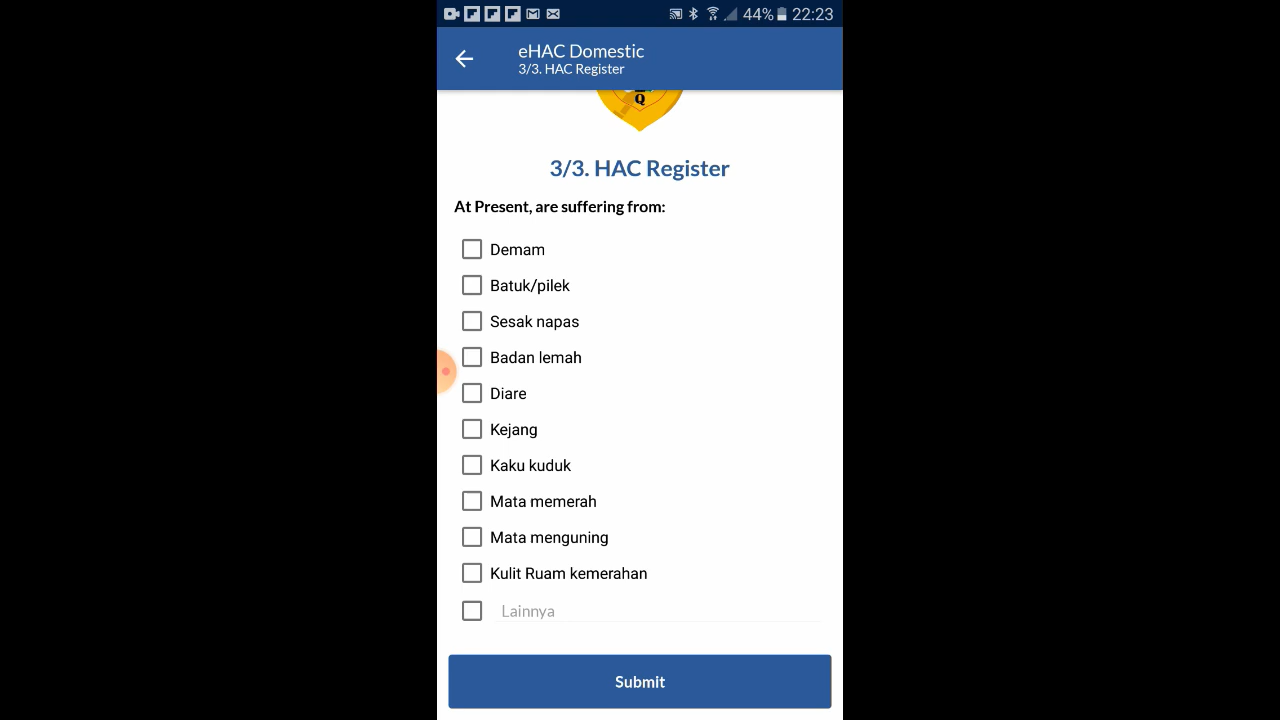 44% 22:23
eHAC Domestic
3/3. HAC Register
Q
3/3. HAC Register
At Present, are suffering from:
Demam
Batuk/pilek
Sesak napas
Badan lemah
Diare
Kejang
Kaku kuduk
Mata memerah
Mata menguning
Kulit Ruam kemerahan
Lainnya
Submit